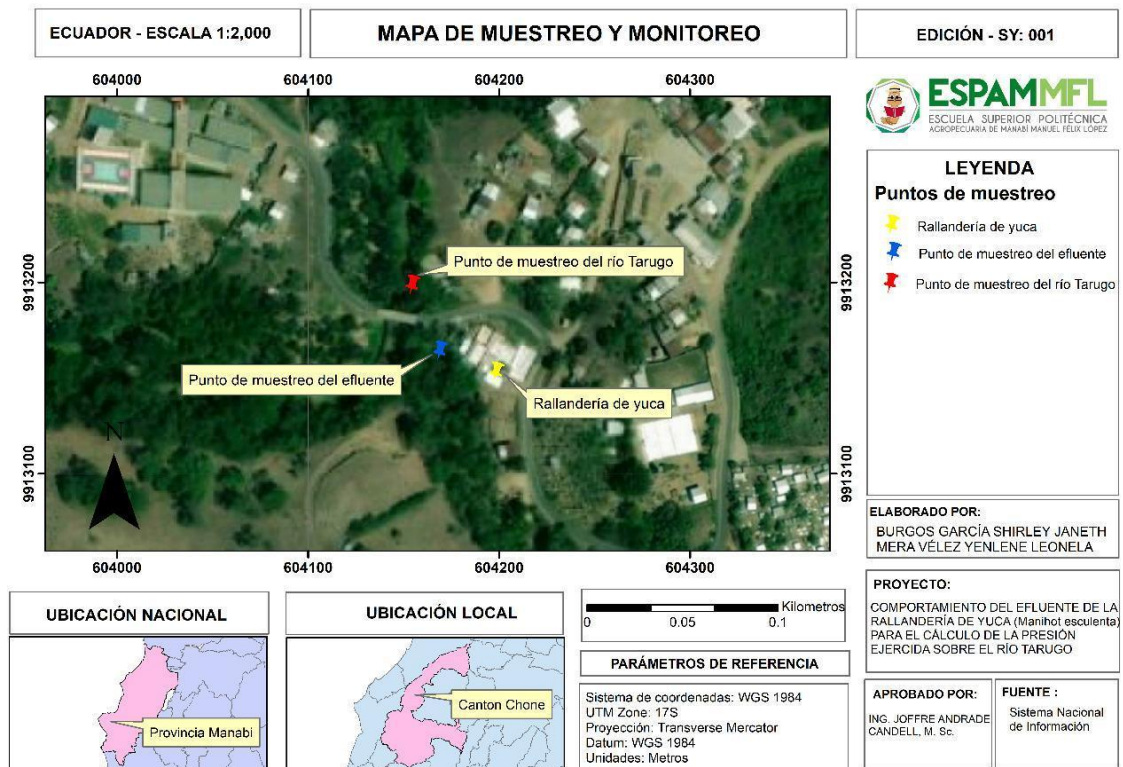 ECUADOR - ESCALA 1:2,000
MAPA DE MUESTREO Y MONITOREO
EDICIÓN - SY: 001
604000
604100
604200
604300
9913200
9913100
Punto de muestreo del río Tarugo
Punto de muestreo del efluente
Rallandería de yuca
N
9913200
9913100
604000
604100
604200
604300
ESPAMMFL
ESCUELA SUPERIOR POLITÉCNICA
AGROPECUARIA DE MANABÍ MANUEL FÉLIX LÓPEZ
LEYENDA
Puntos de muestreo
Rallandería de yuca
Punto de muestreo del efluente
Punto de muestreo del río Tarugo
ELABORADO POR:
BURGOS GARCÍA SHIRLEY JANETH
MERA VÉLEZ YENLENE LEONELA
UBICACIÓN NACIONAL
Provincia Manabi
UBICACIÓN LOCAL
Canton Chone
Kilometros
0 0.05 0.1
PARÁMETROS DE REFERENCIA
Sistema de coordenadas: WGS 1984
UTM Zone: 17S
Proyección: Transverse Mercator
Datum: WGS 1984
Unidades: Metros
PROYECTO:
COMPORTAMIENTO DEL EFLUENTE DE LA
RALLANDERÍA DE YUCA (Manihot esculenta)
PARA EL CÁLCULO DE LA PRESIÓN
EJERCIDA SOBRE EL RÍO TARUGO
APROBADO POR:
ING. JOFFRE ANDRADE
CANDELL, M. Sc.
FUENTE :
Sistema Nacional
de Información